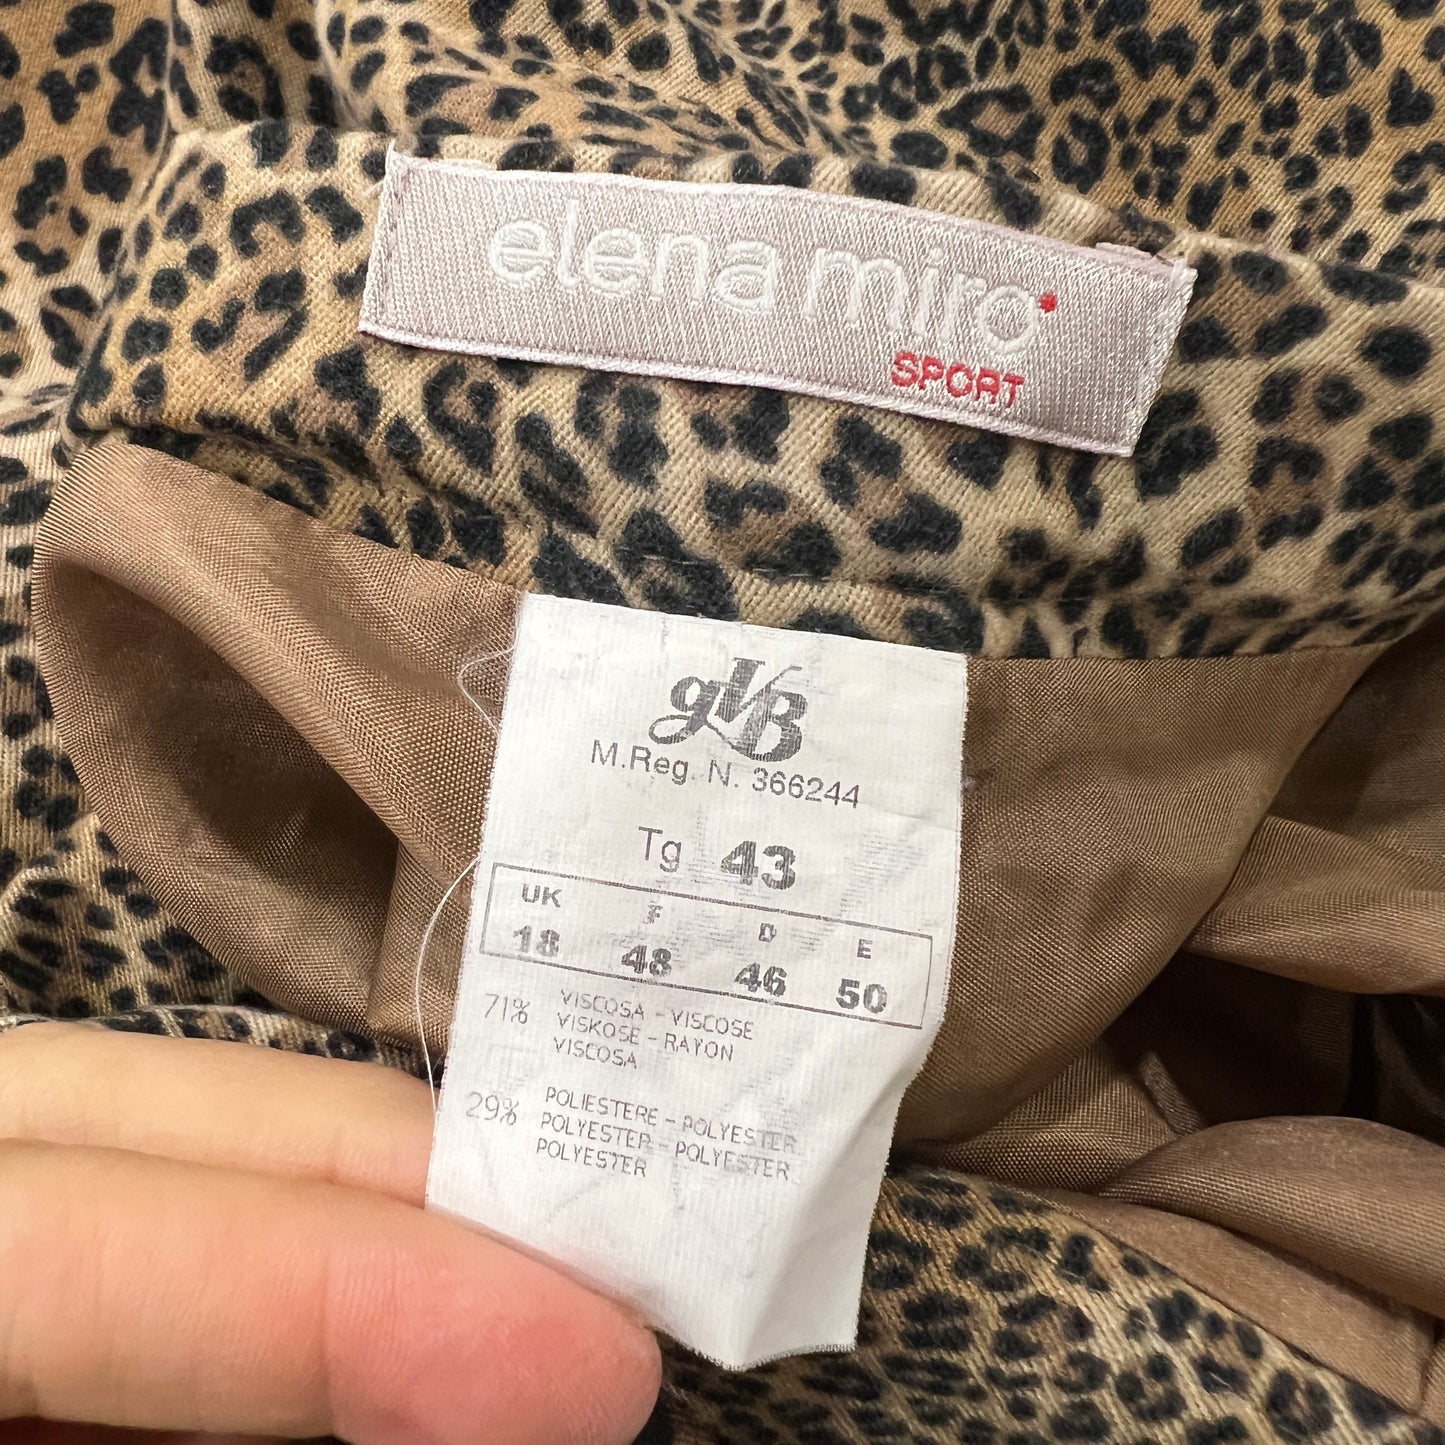 elena miro
SPORT
gVB
M.Reg. N. 366244
Tg 43
UK F D E
18 48 46 50
71% VISCOSA - VISCOSE
VISKOSE - RAYON
VISCOSA
29% POLIESTERE - POLYESTER
POLYESTER - POLYESTER
POLYESTER